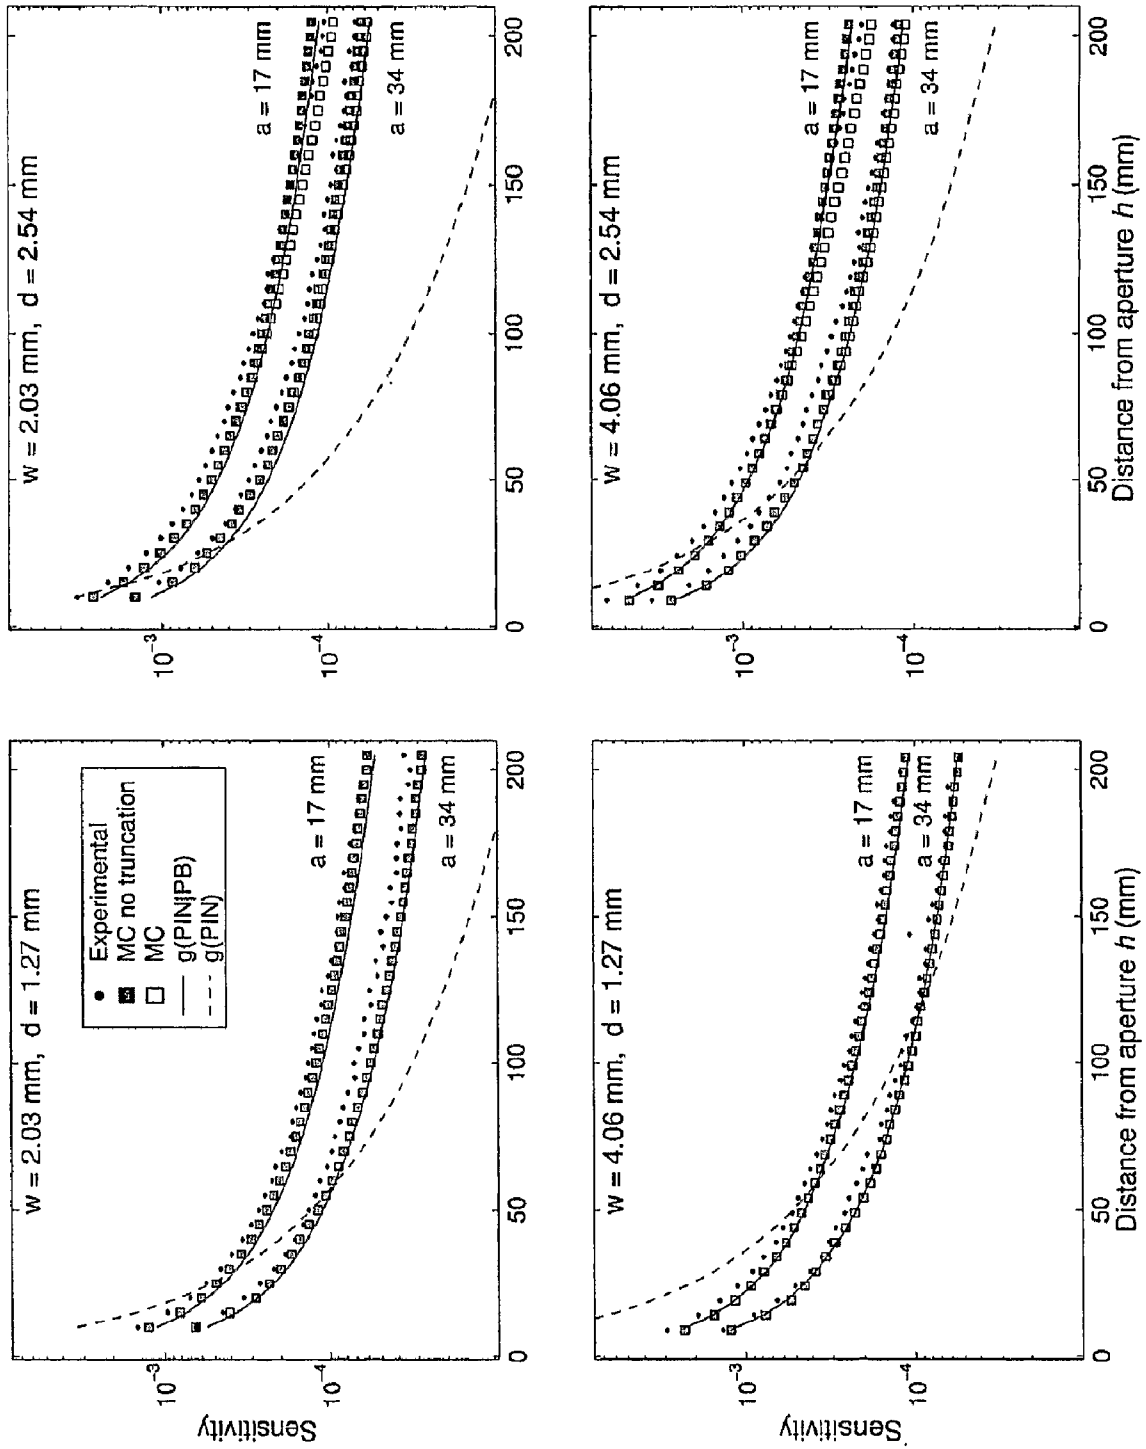 w = 2.03 mm, d = 1.27 mm
Experimental
MC no truncation
MC
g(PIN|PB)
g(PIN)
a = 17 mm
a = 34 mm
Sensitivity
10-3
10-4
0
50
100
150
200
w = 2.03 mm, d = 2.54 mm
a = 17 mm
a = 34 mm
10-3
10-4
0
50
100
150
200
w = 4.06 mm, d = 1.27 mm
a = 17 mm
a = 34 mm
Sensitivity
10-3
10-4
0
50
100
150
200
Distance from aperture h (mm)
w = 4.06 mm, d = 2.54 mm
a = 17 mm
a = 34 mm
10-3
10-4
0
50
100
150
200
Distance from aperture h (mm)